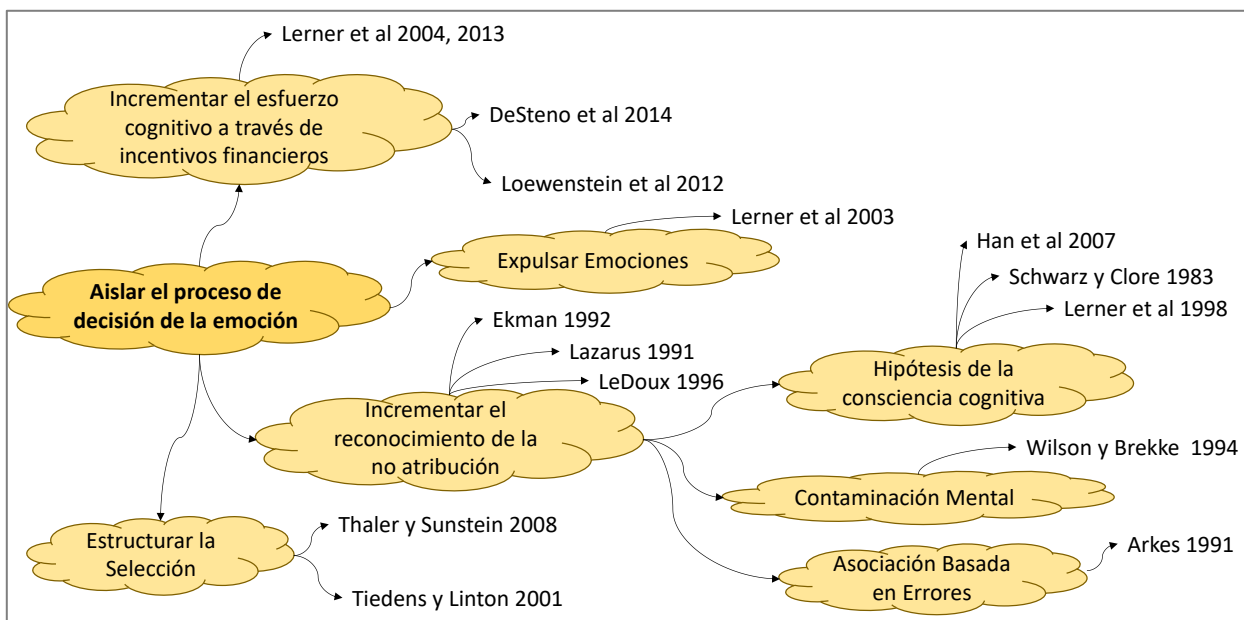 Lerner et al 2004, 2013
Incrementar el esfuerzo
cognitivo a través de
incentivos financieros
DeSteno et al 2014
Loewenstein et al 2012
Lerner et al 2003
Expulsar Emociones
Han et al 2007
Schwarz y Clore 1983
Lerner et al 1998
Aislar el proceso de
decisión de la emoción
Ekman 1992
Lazarus 1991
LeDoux 1996
Hipótesis de la
consciencia cognitiva
Incrementar el
reconocimiento de la
no atribución
Wilson y Brekke 1994
Contaminación Mental
Estructurar la
Selección
Thaler y Sunstein 2008
Tiedens y Linton 2001
Arkes 1991
Asociación Basada
en Errores